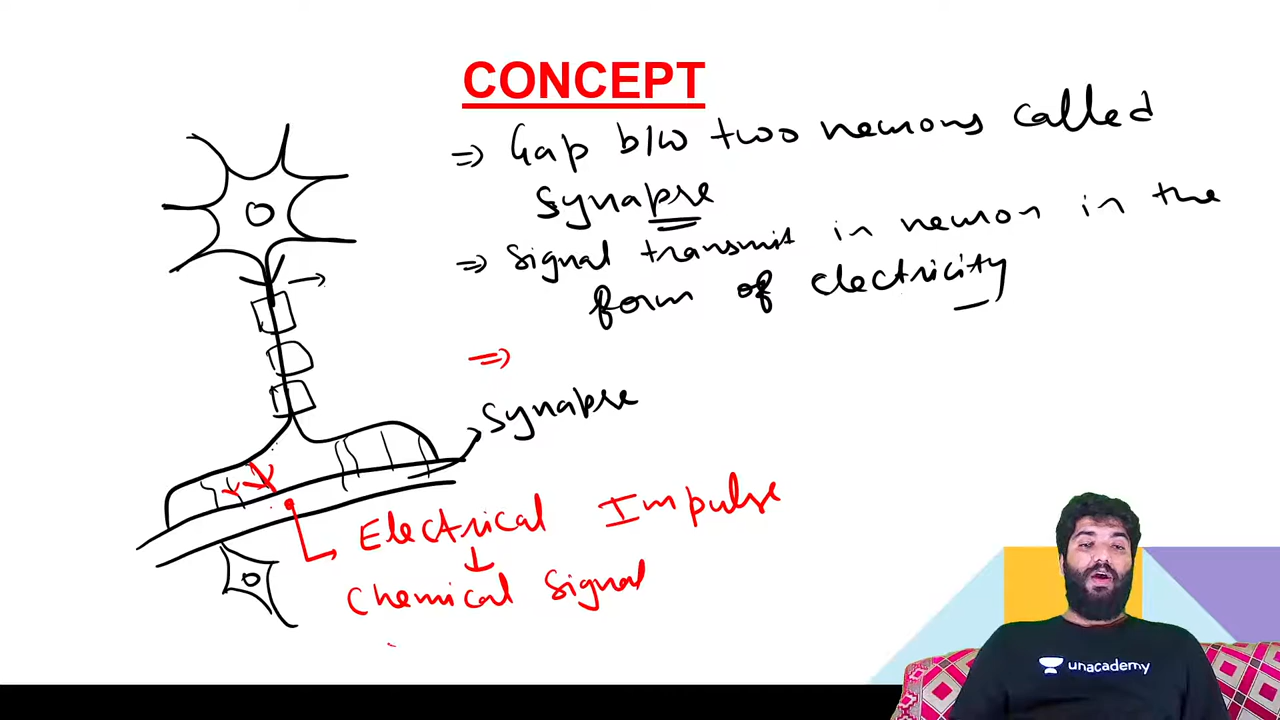 CONCEPT
⇒ Gap b/w two neurons called
Synapse
⇒ Signal transmit in neuron in the
form of electricity
⇒
Synapse
Electrical Impulse
↓
Chemical Signal
unacademy